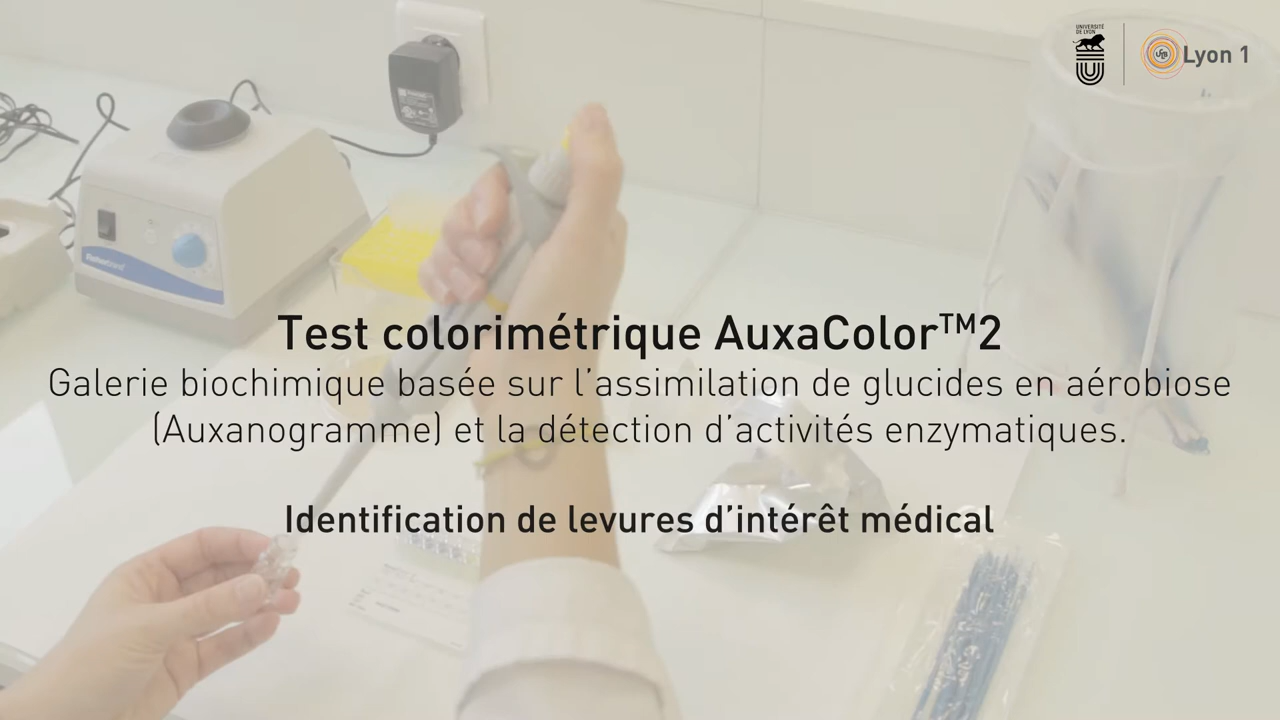 UNIVERSITÉ
DE LYON
Lyon 1
Test colorimétrique AuxaColor™2
Galerie biochimique basée sur l’assimilation de glucides en aérobiose
(Auxanogramme) et la détection d’activités enzymatiques.
Identification de levures d’intérêt médical